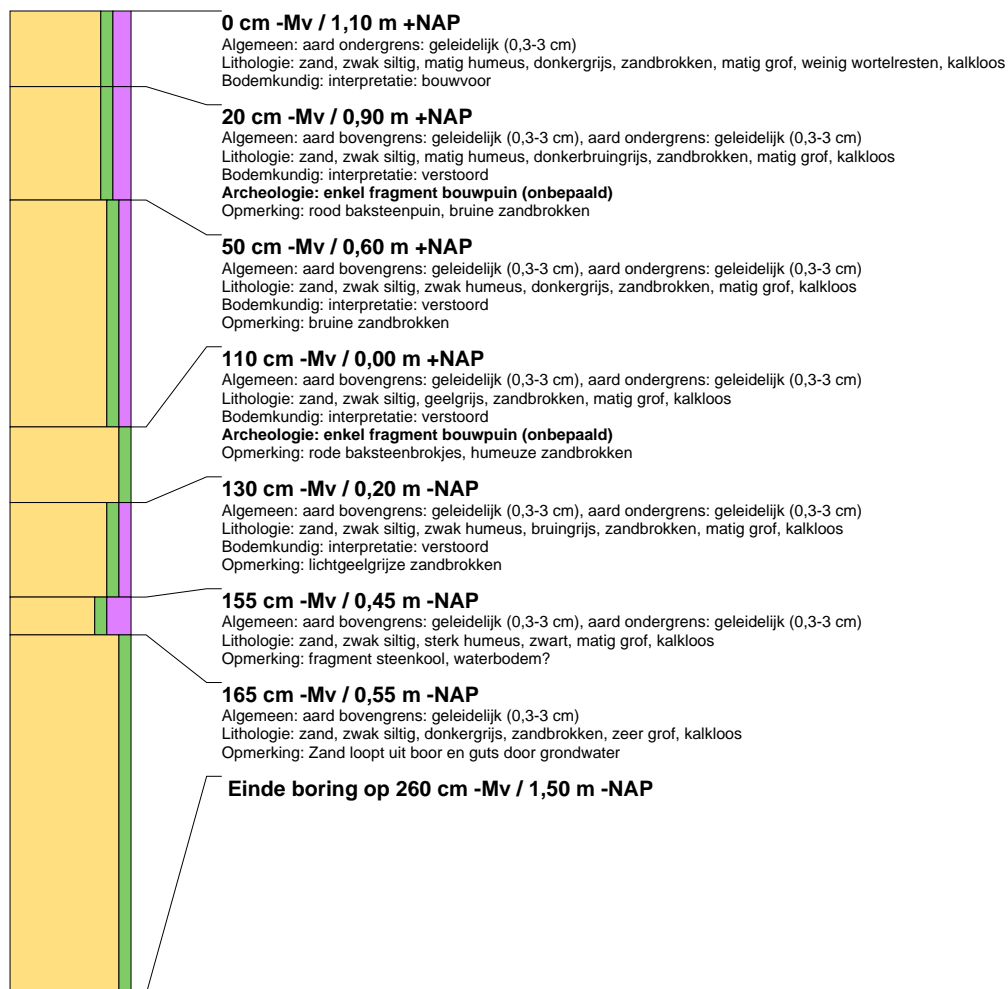 0 cm -Mv / 1,10 m +NAP
Algemeen: aard ondergrens: geleidelijk (0,3-3 cm)
Lithologie: zand, zwak siltig, matig humeus, donkergrijs, zandbrokken, matig grof, weinig wortelresten, kalkloos
Bodemkundig: interpretatie: bouwvoor
20 cm -Mv / 0,90 m +NAP
Algemeen: aard bovengrens: geleidelijk (0,3-3 cm), aard ondergrens: geleidelijk (0,3-3 cm)
Lithologie: zand, zwak siltig, matig humeus, donkerbruingrijs, zandbrokken, matig grof, kalkloos
Bodemkundig: interpretatie: verstoord
Archeologie: enkel fragment bouwpuin (onbepaald)
Opmerking: rood baksteenpuin, bruine zandbrokken
50 cm -Mv / 0,60 m +NAP
Algemeen: aard bovengrens: geleidelijk (0,3-3 cm), aard ondergrens: geleidelijk (0,3-3 cm)
Lithologie: zand, zwak siltig, zwak humeus, donkergrijs, zandbrokken, matig grof, kalkloos
Bodemkundig: interpretatie: verstoord
Opmerking: bruine zandbrokken
110 cm -Mv / 0,00 m +NAP
Algemeen: aard bovengrens: geleidelijk (0,3-3 cm), aard ondergrens: geleidelijk (0,3-3 cm)
Lithologie: zand, zwak siltig, geelgrijs, zandbrokken, matig grof, kalkloos
Bodemkundig: interpretatie: verstoord
Archeologie: enkel fragment bouwpuin (onbepaald)
Opmerking: rode baksteenbrokjes, humeuze zandbrokken
130 cm -Mv / 0,20 m -NAP
Algemeen: aard bovengrens: geleidelijk (0,3-3 cm), aard ondergrens: geleidelijk (0,3-3 cm)
Lithologie: zand, zwak siltig, zwak humeus, bruingrijs, zandbrokken, matig grof, kalkloos
Bodemkundig: interpretatie: verstoord
Opmerking: lichtgeelgrijze zandbrokken
155 cm -Mv / 0,45 m -NAP
Algemeen: aard bovengrens: geleidelijk (0,3-3 cm), aard ondergrens: geleidelijk (0,3-3 cm)
Lithologie: zand, zwak siltig, sterk humeus, zwart, matig grof, kalkloos
Opmerking: fragment steenkool, waterbodem?
165 cm -Mv / 0,55 m -NAP
Algemeen: aard bovengrens: geleidelijk (0,3-3 cm)
Lithologie: zand, zwak siltig, donkergrijs, zandbrokken, zeer grof, kalkloos
Opmerking: Zand loopt uit boor en guts door grondwater
Einde boring op 260 cm -Mv / 1,50 m -NAP